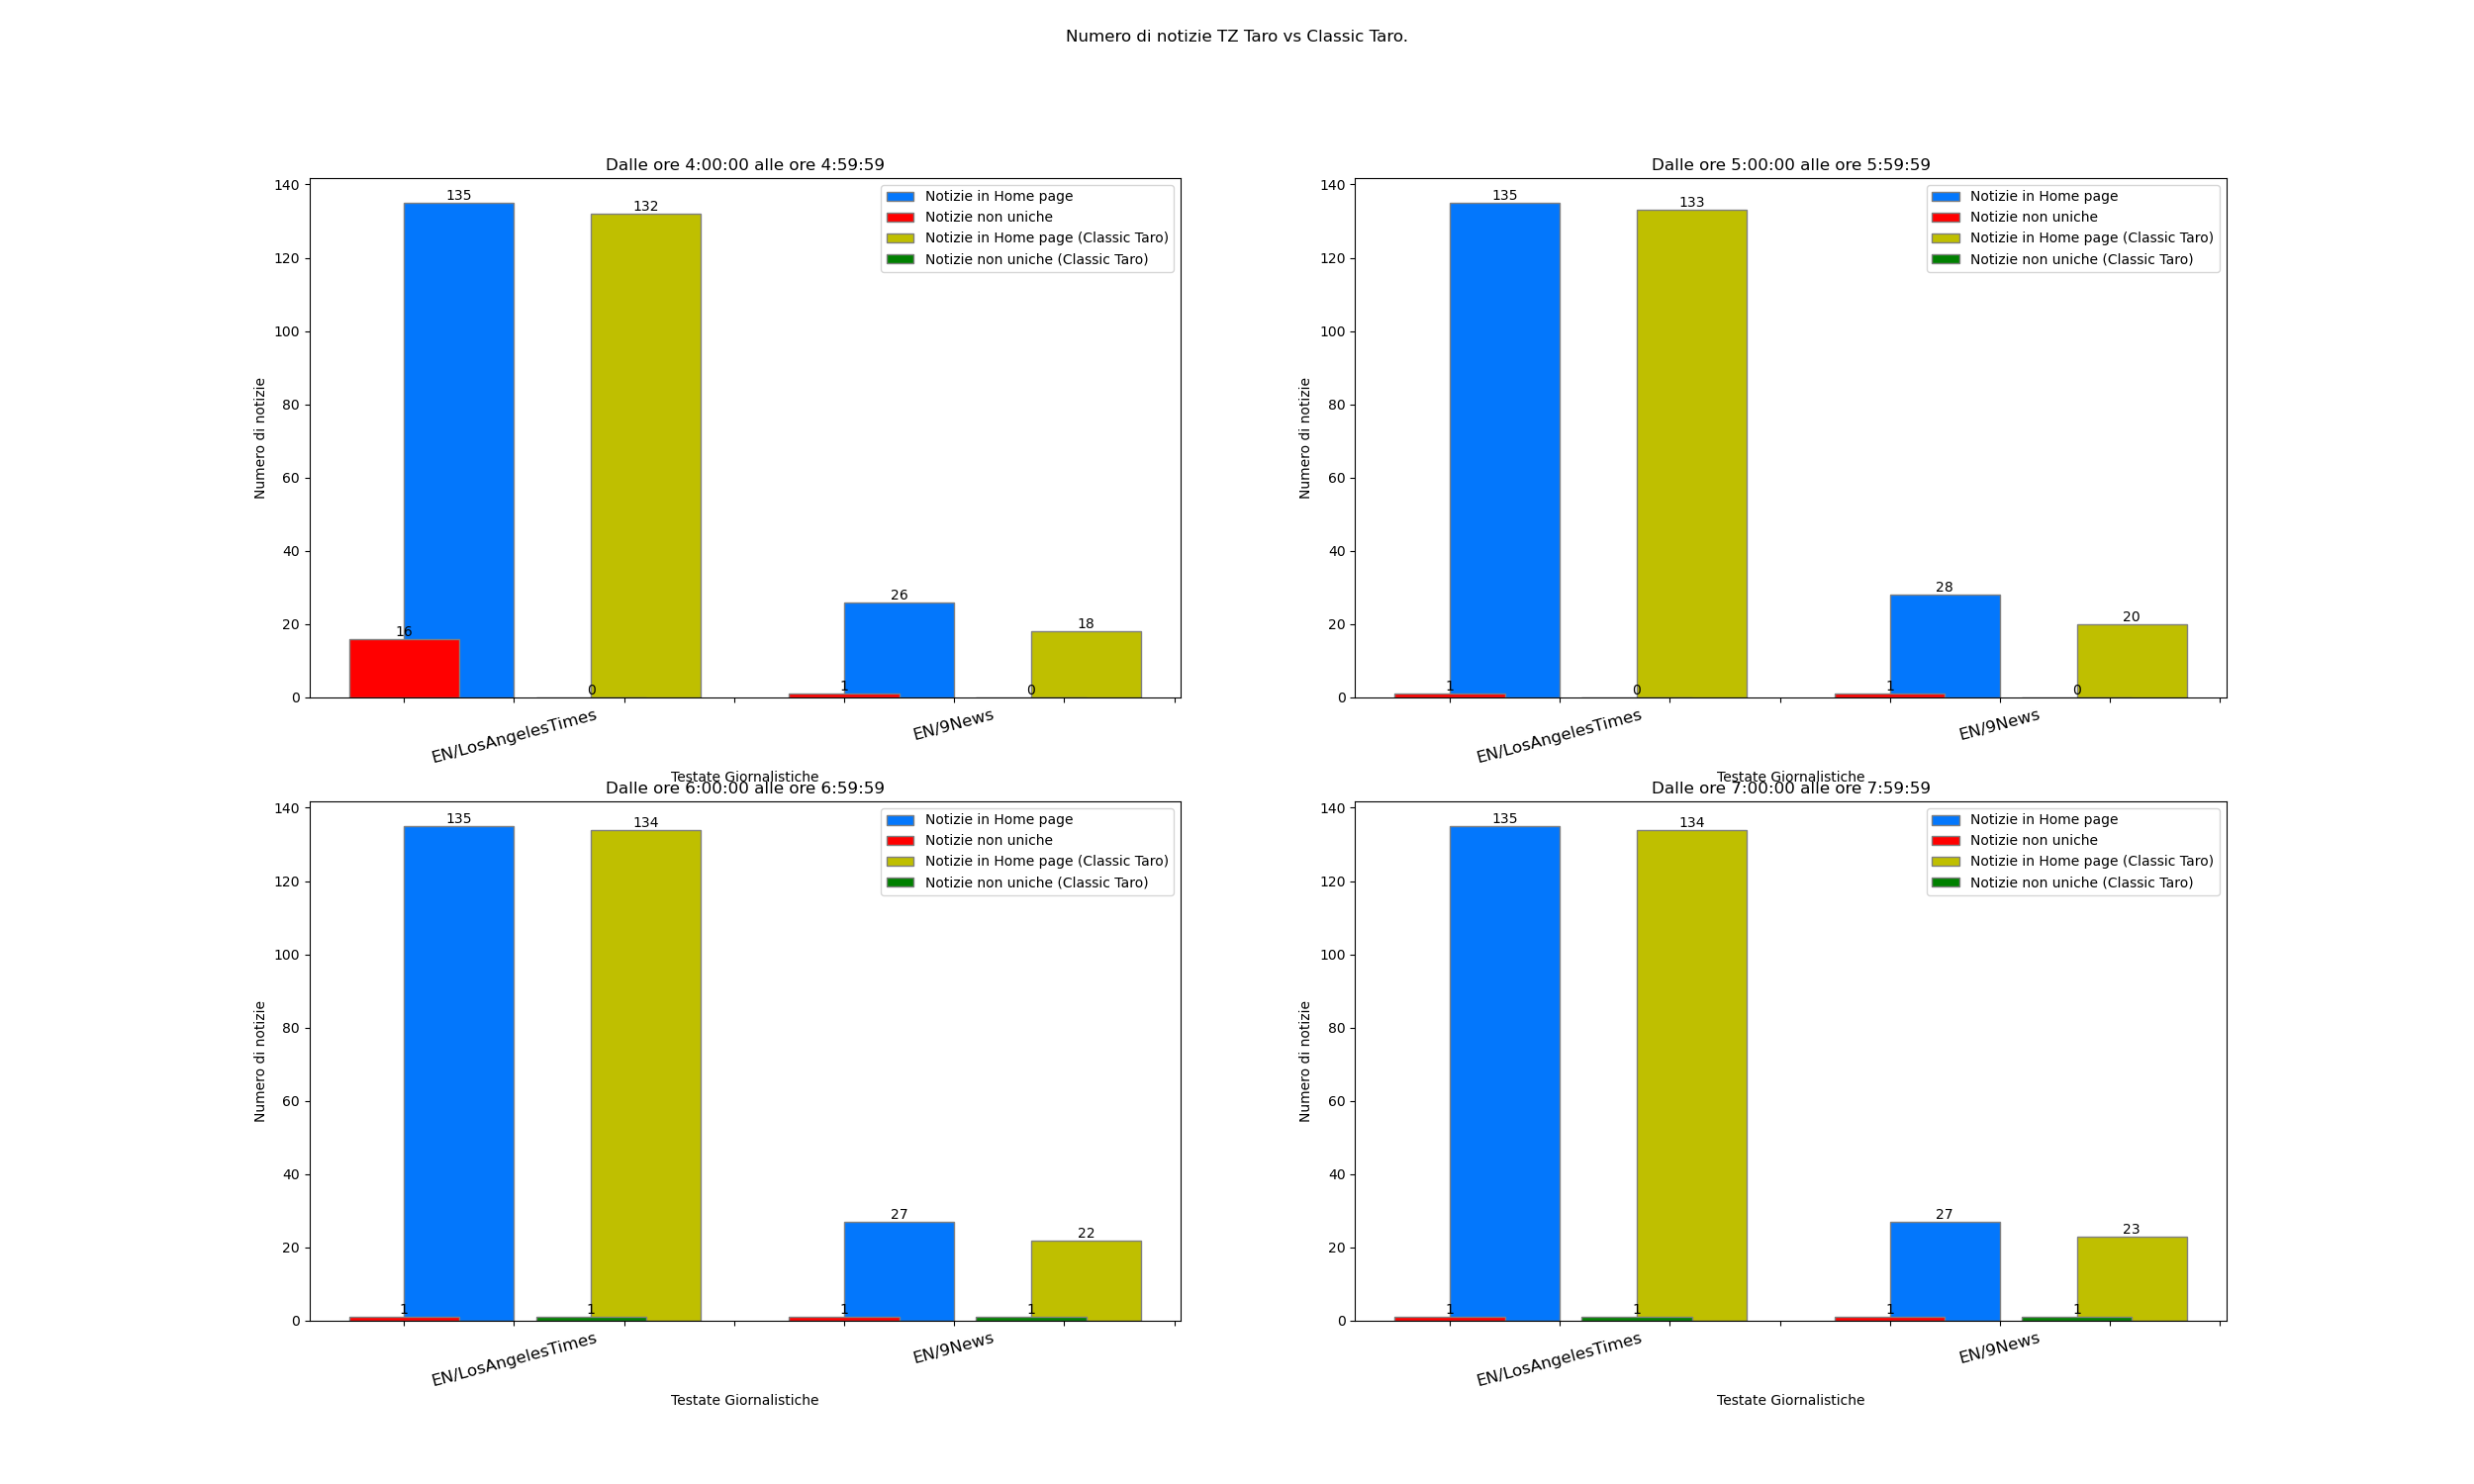 Numero di notizie TZ Taro vs Classic Taro.
Dalle ore 4:00:00 alle ore 4:59:59
Numero di notizie
140
120
100
80
60
40
20
0
135
132
16
0
26
18
1
0
Notizie in Home page
Notizie non uniche
Notizie in Home page (Classic Taro)
Notizie non uniche (Classic Taro)
EN/LosAngelesTimes
EN/9News
Testate Giornalistiche
Dalle ore 5:00:00 alle ore 5:59:59
Numero di notizie
140
120
100
80
60
40
20
0
135
133
1
0
28
20
1
0
Notizie in Home page
Notizie non uniche
Notizie in Home page (Classic Taro)
Notizie non uniche (Classic Taro)
EN/LosAngelesTimes
EN/9News
Testate Giornalistiche
Dalle ore 6:00:00 alle ore 6:59:59
Numero di notizie
140
120
100
80
60
40
20
0
135
134
1
1
27
22
1
1
Notizie in Home page
Notizie non uniche
Notizie in Home page (Classic Taro)
Notizie non uniche (Classic Taro)
EN/LosAngelesTimes
EN/9News
Testate Giornalistiche
Dalle ore 7:00:00 alle ore 7:59:59
Numero di notizie
140
120
100
80
60
40
20
0
135
134
1
1
27
23
1
1
Notizie in Home page
Notizie non uniche
Notizie in Home page (Classic Taro)
Notizie non uniche (Classic Taro)
EN/LosAngelesTimes
EN/9News
Testate Giornalistiche